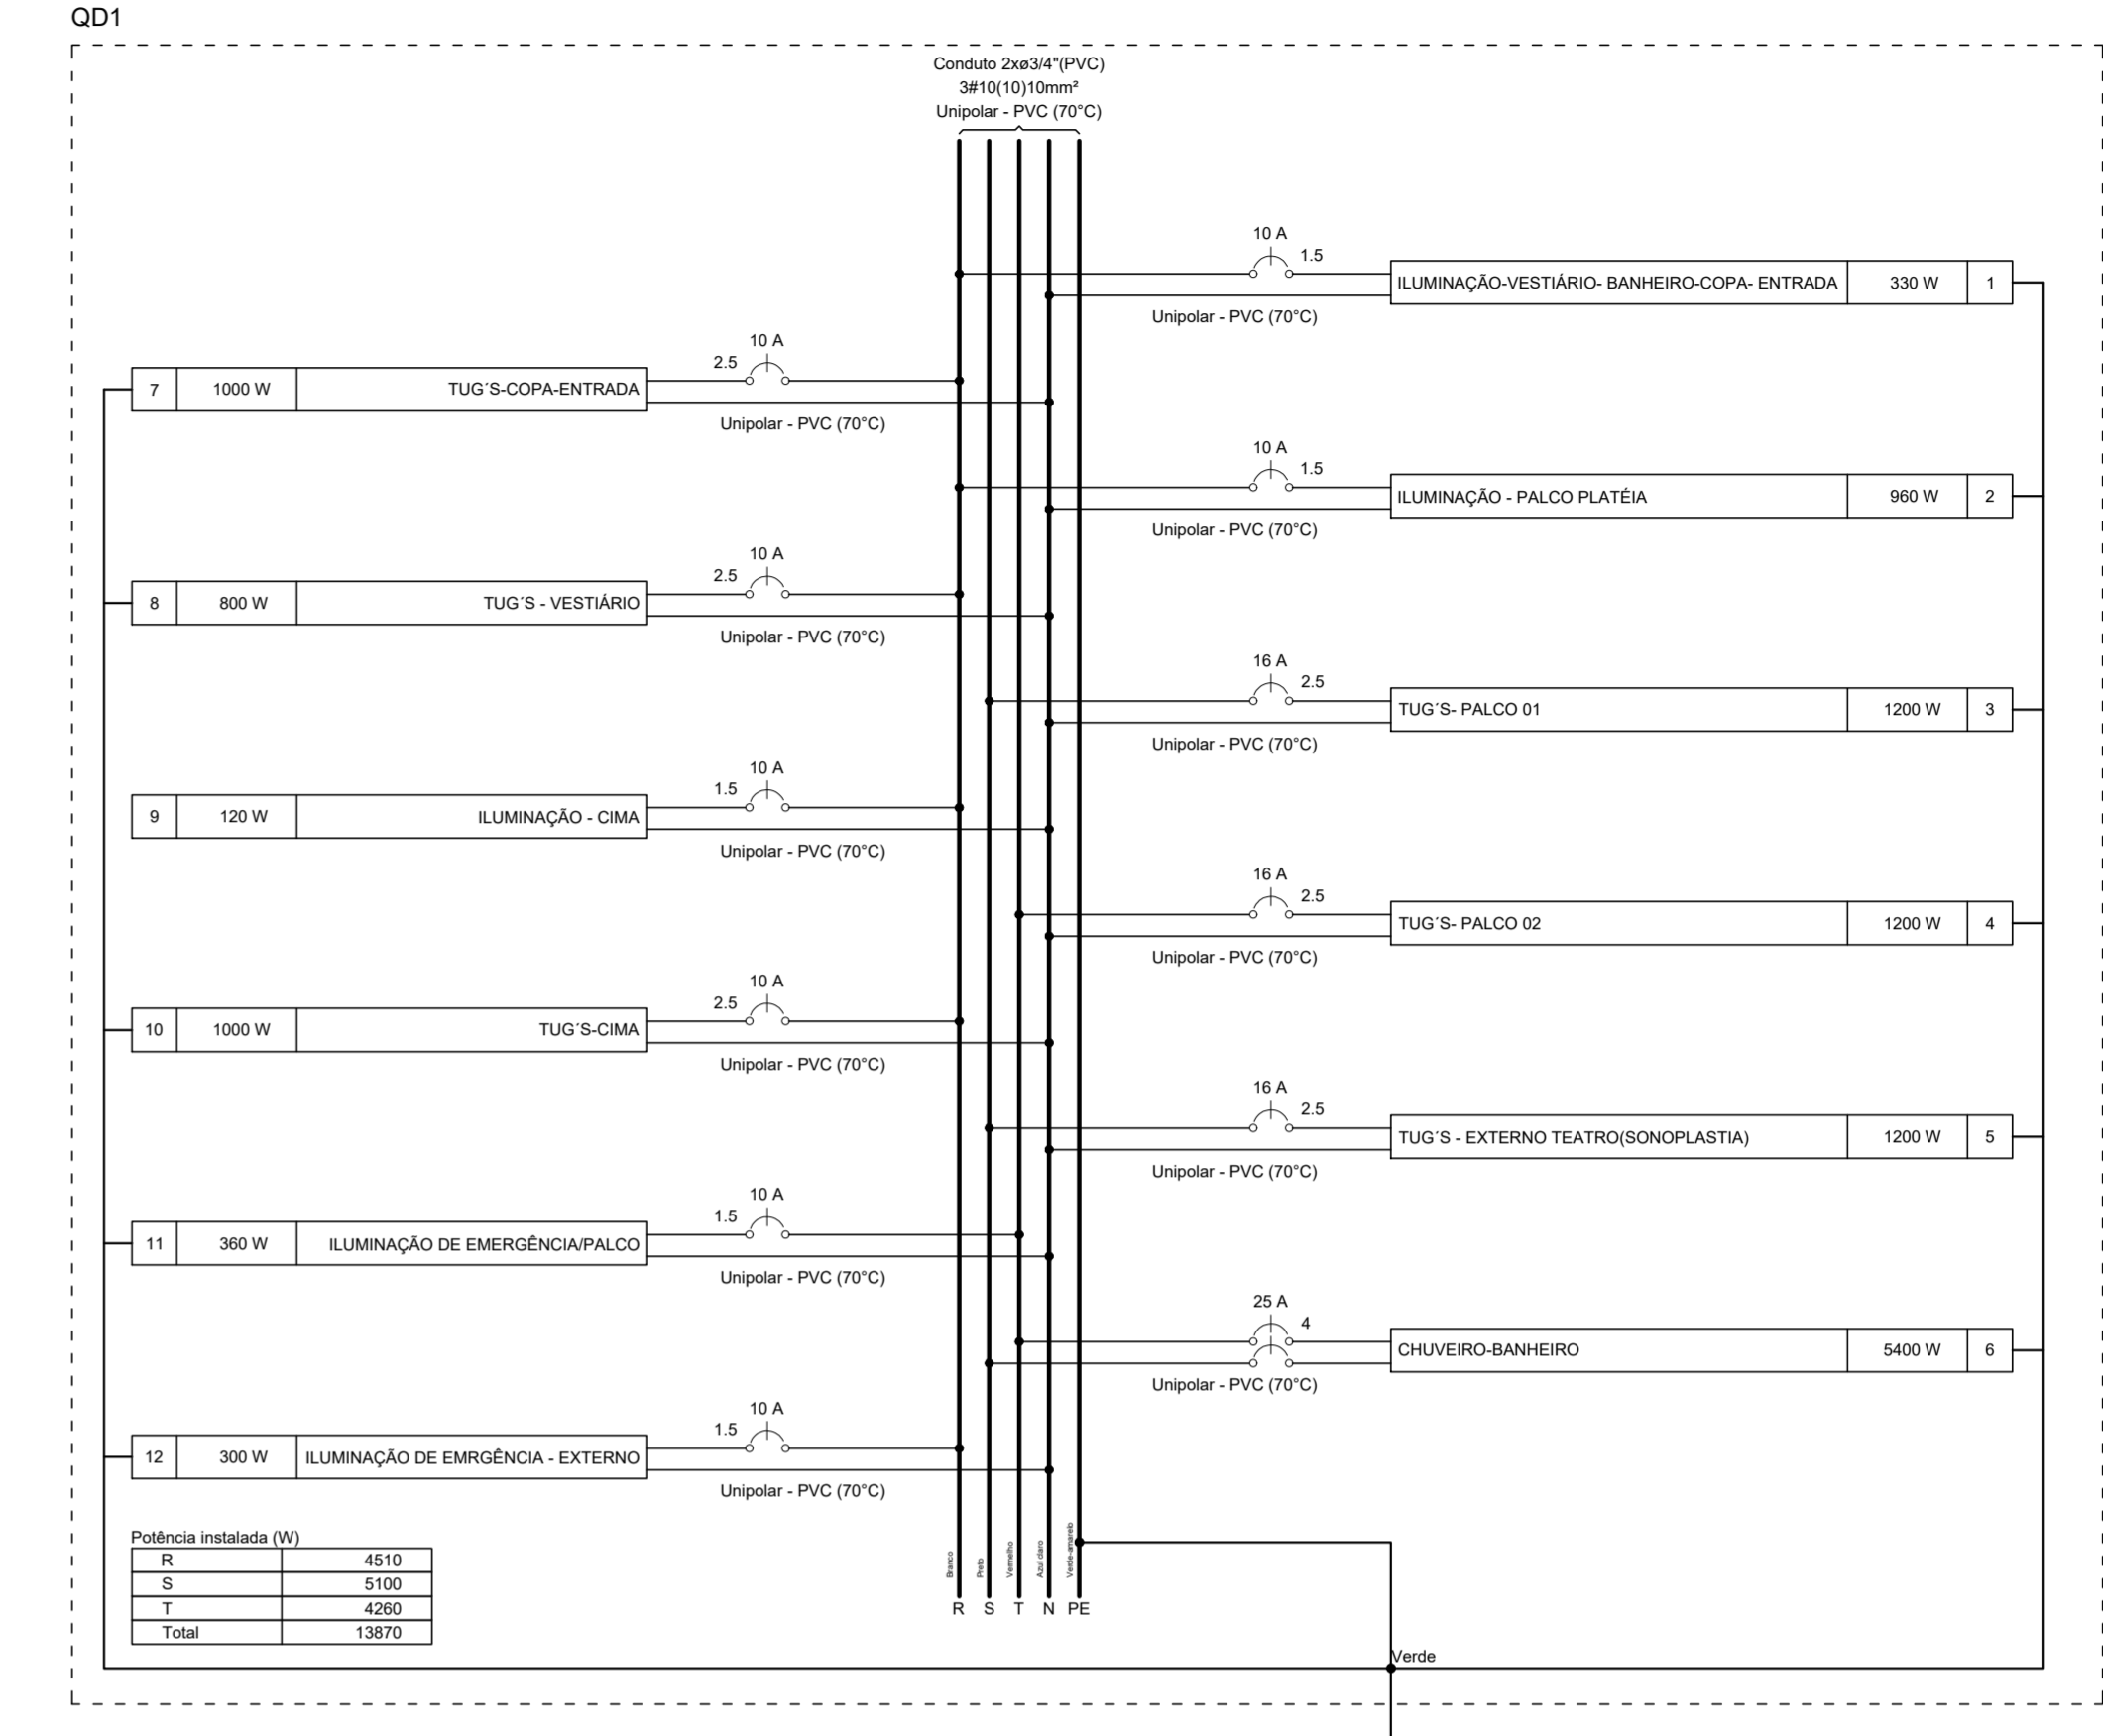 QD1
Conduto 2xø3/4"(PVC)
3#10(10)10mm²
Unipolar - PVC (70°C)
10 A
1.5
ILUMINAÇÃO-VESTIÁRIO- BANHEIRO-COPA- ENTRADA 330 W 1
Unipolar - PVC (70°C)
10 A
2.5
7 1000 W TUG´S-COPA-ENTRADA
Unipolar - PVC (70°C)
10 A
1.5
ILUMINAÇÃO - PALCO PLATÉIA 960 W 2
Unipolar - PVC (70°C)
10 A
2.5
8 800 W TUG´S - VESTIÁRIO
Unipolar - PVC (70°C)
16 A
2.5
TUG´S- PALCO 01 1200 W 3
Unipolar - PVC (70°C)
10 A
1.5
9 120 W ILUMINAÇÃO - CIMA
Unipolar - PVC (70°C)
16 A
2.5
TUG´S- PALCO 02 1200 W 4
Unipolar - PVC (70°C)
10 A
2.5
10 1000 W TUG´S-CIMA
Unipolar - PVC (70°C)
16 A
2.5
TUG´S - EXTERNO TEATRO(SONOPLASTIA) 1200 W 5
Unipolar - PVC (70°C)
10 A
1.5
11 360 W ILUMINAÇÃO DE EMERGÊNCIA/PALCO
Unipolar - PVC (70°C)
25 A
4
CHUVEIRO-BANHEIRO 5400 W 6
Unipolar - PVC (70°C)
10 A
1.5
12 300 W ILUMINAÇÃO DE EMRGÊNCIA - EXTERNO
Unipolar - PVC (70°C)
Potência instalada (W)
R 4510
S 5100
T 4260
Total 13870
Branco
Preto
Vermelho
Azul claro
Verde-amarelo
R S T N PE
Verde